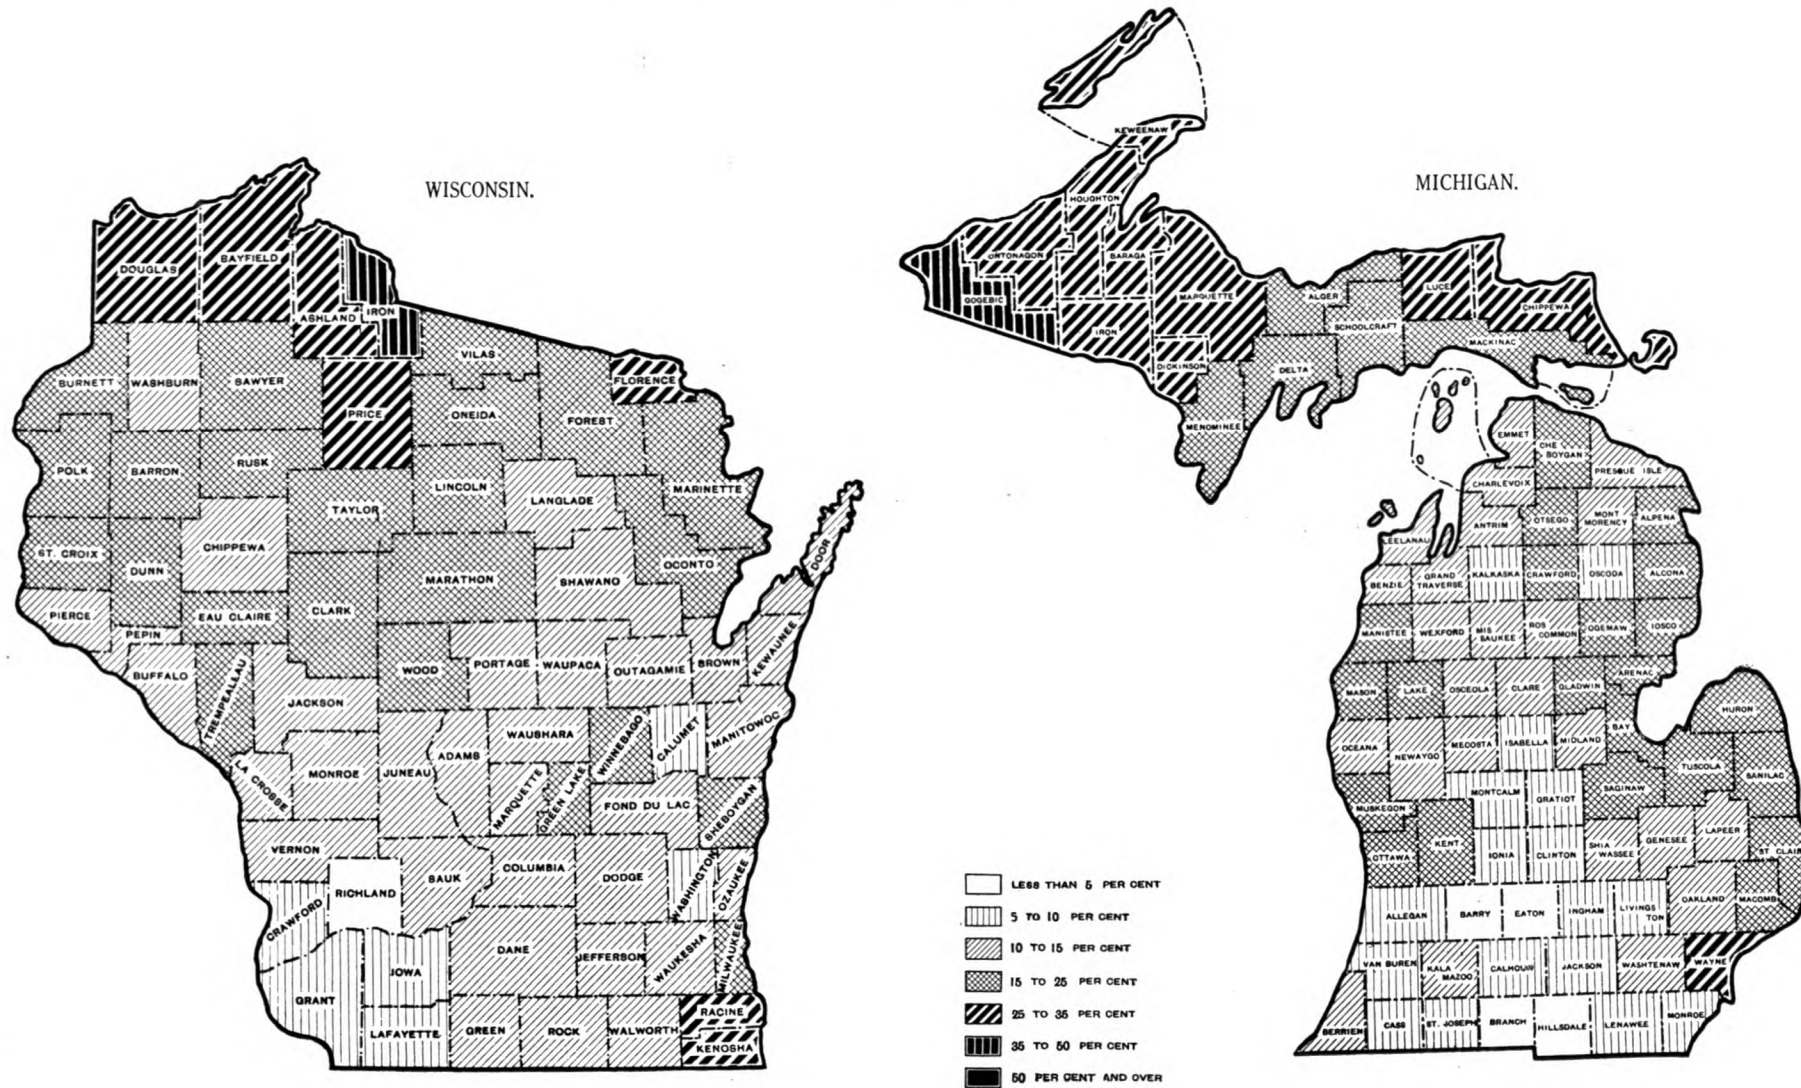 WISCONSIN.
DOUGLAS
BAYFIELD
ASHLAND
IRON
VILAS
BURNETT
WASHBURN
SAWYER
FLORENCE
PRICE
ONEIDA
FOREST
POLK
BARRON
RUSK
LINCOLN
LANGLADE
MARINETTE
TAYLOR
ST. CROIX
CHIPPEWA
DUNN
MARATHON
SHAWANO
OCONTO
DOOR
PIERCE
EAU CLAIRE
CLARK
PEPIN
BUFFALO
TREMPEALEAU
JACKSON
WOOD
PORTAGE
WAUPACA
OUTAGAMIE
BROWN
KEWAUNEE
LA CROSSE
MONROE
JUNEAU
ADAMS
WAUSHARA
WINNEBAGO
CALUMET
MANITOWOC
MARQUETTE
GREEN LAKE
FOND DU LAC
SHEBOYGAN
VERNON
RICHLAND
SAUK
COLUMBIA
DODGE
WASHINGTON
OZAUKEE
CRAWFORD
DANE
JEFFERSON
WAUKESHA
MILWAUKEE
GRANT
IOWA
LAFAYETTE
GREEN
ROCK
WALWORTH
RACINE
KENOSHA
MICHIGAN.
KEWEENAW
HOUGHTON
ONTONAGON
BARAGA
GOGEBIC
MARQUETTE
IRON
DICKINSON
MENOMINEE
ALGER
DELTA
SCHOOLCRAFT
LUCE
CHIPPEWA
MACKINAC
EMMET
CHE
BOYGAN
PRESQUE ISLE
CHARLEVOIX
LEELANAU
ANTRIM
OTSEGO
MONT
MORENCY
ALPENA
BENZIE
GRAND
TRAVERSE
KALKASKA
CRAWFORD
OSCODA
ALCONA
MANISTEE
WEXFORD
MIS
SAUKEE
ROS
COMMON
OGEMAW
IOSCO
MASON
LAKE
OSCEOLA
CLARE
GLADWIN
ARENAC
HURON
OCEANA
NEWAYGO
MECOSTA
ISABELLA
MIDLAND
BAY
TUSCOLA
SANILAC
MUSKEGON
MONTCALM
GRATIOT
SAGINAW
OTTAWA
KENT
IONIA
CLINTON
SHIA
WASSEE
GENESEE
LAPEER
ST CLAIR
ALLEGAN
BARRY
EATON
INGHAM
LIVINGS
TON
OAKLAND
MACOMB
VAN BUREN
KALA
MAZOO
CALHOUN
JACKSON
WASHTENAW
WAYNE
BERRIEN
CASS
ST. JOSEPH
BRANCH
HILLSDALE
LENAWEE
MONROE
LESS THAN 5 PER CENT
5 TO 10 PER CENT
10 TO 15 PER CENT
15 TO 25 PER CENT
25 TO 35 PER CENT
35 TO 50 PER CENT
50 PER CENT AND OVER